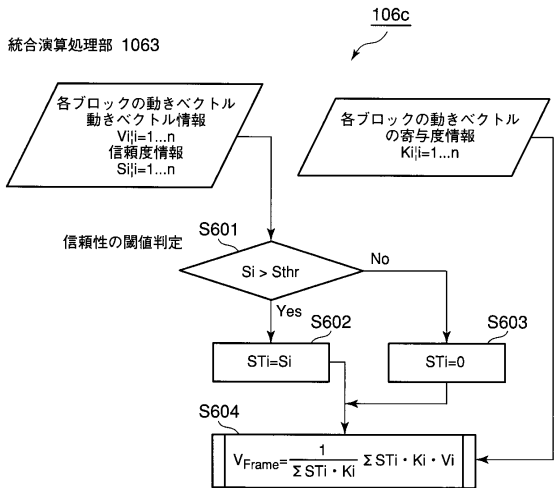 106c
統合演算処理部 1063
各ブロックの動きベクトル
動きベクトル情報
Vi¦i=1...n
信頼度情報
Si¦i=1...n
各ブロックの動きベクトル
の寄与度情報
Ki¦i=1...n
信頼性の閾値判定
S601
Si > Sthr
No
Yes
S602
STi=Si
S603
STi=0
S604
VFrame= 1 / ΣSTi・Ki ΣSTi・Ki・Vi